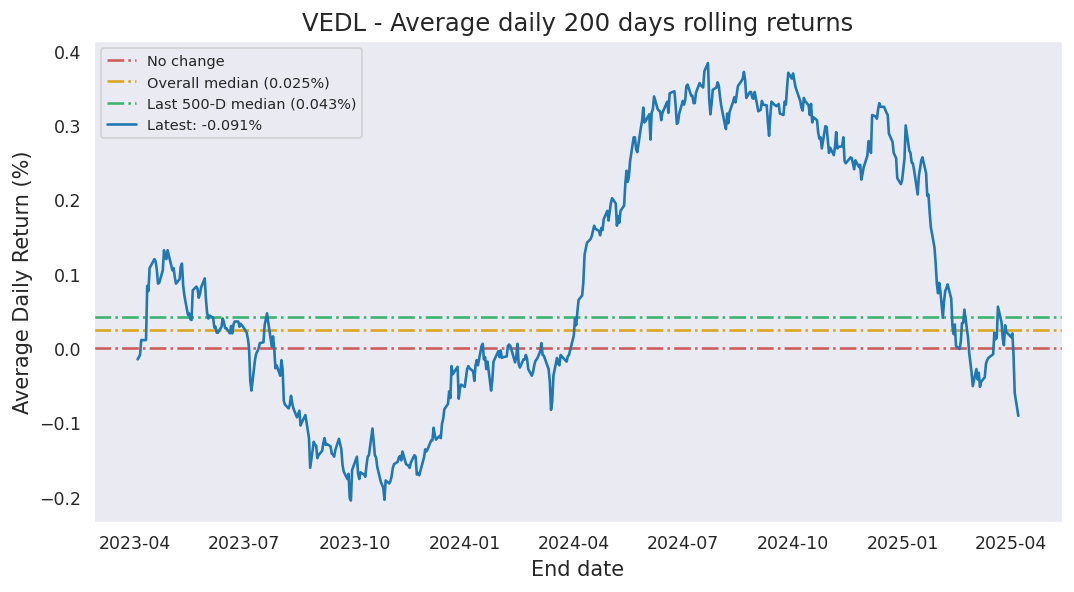 VEDL - Average daily 200 days rolling returns
No change
Overall median (0.025%)
Last 500-D median (0.043%)
Latest: -0.091%
Average Daily Return (%)
0.4
0.3
0.2
0.1
0.0
−0.1
−0.2
2023-04 2023-07 2023-10 2024-01 2024-04 2024-07 2024-10 2025-01 2025-04
End date